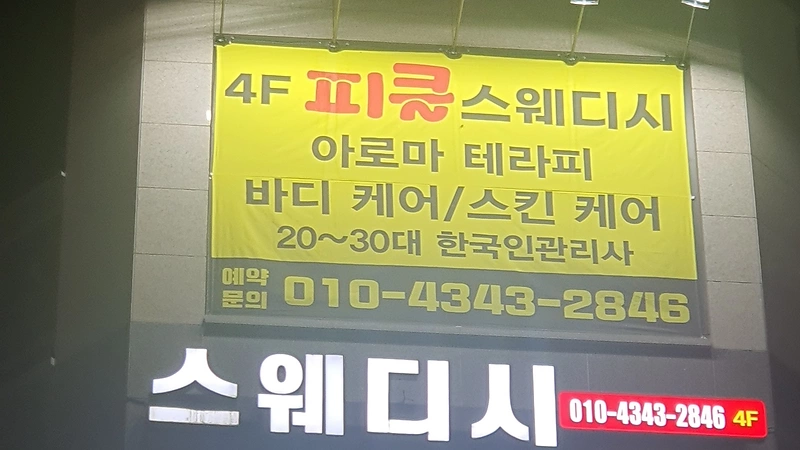 4F 피클 스웨디시
아로마 테라피
바디 케어/스킨 케어
20~30대 한국인관리사
예약 문의 010-4343-2846
스웨디시
010-4343-2846 4F